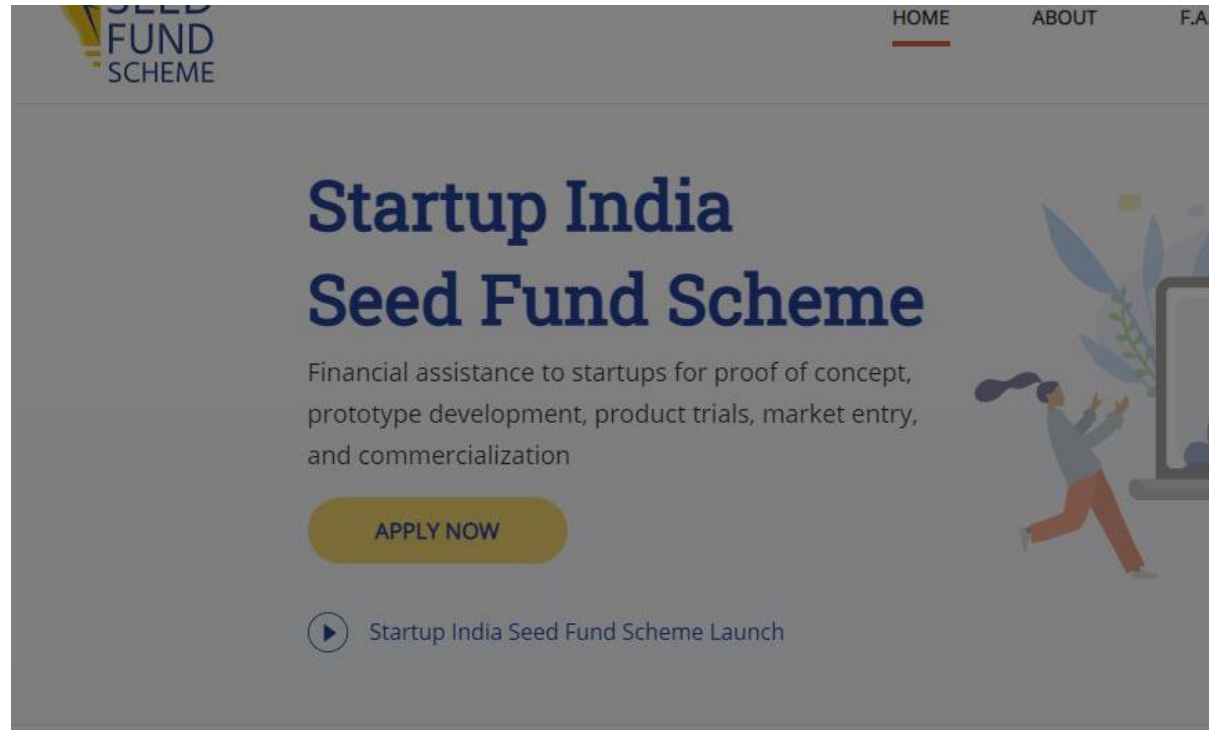 SEED
FUND
SCHEME
HOME
ABOUT
F.A.
Startup India
Seed Fund Scheme
Financial assistance to startups for proof of concept,
prototype development, product trials, market entry,
and commercialization
APPLY NOW
Startup India Seed Fund Scheme Launch